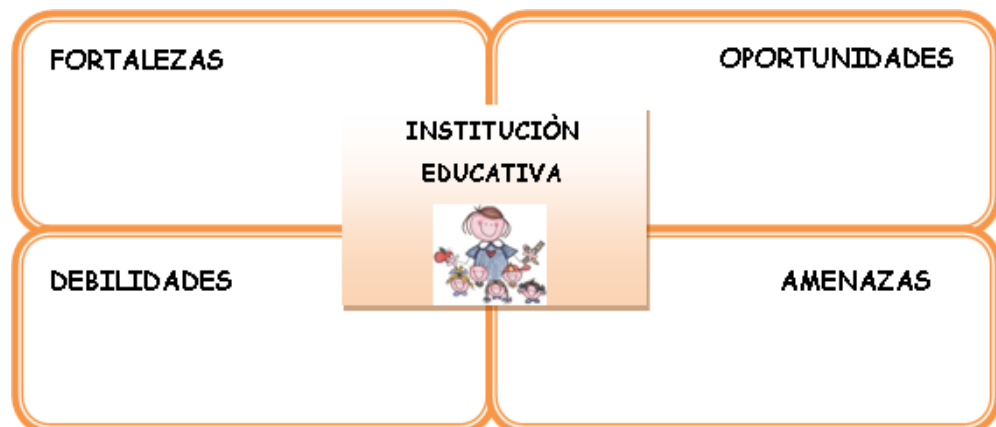 FORTALEZAS
OPORTUNIDADES
INSTITUCIÒN
EDUCATIVA
DEBILIDADES
AMENAZAS